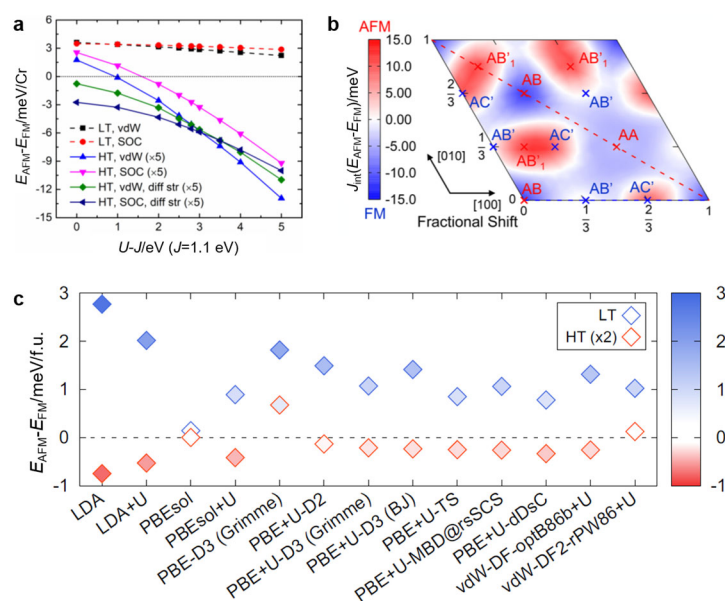 a
E_AFM-E_FM/meV/Cr
6
3
0
-3
-6
-9
-12
-15
LT, vdW
LT, SOC
HT, vdW (×5)
HT, SOC (×5)
HT, vdW, diff str (×5)
HT, SOC, diff str (×5)
0 1 2 3 4 5
U-J/eV (J=1.1 eV)
b
AFM
15.0
10.0
5.0
0.0
-5.0
-10.0
-15.0
FM
J_int(E_AFM-E_FM)/meV
1
AB'₁ AB'₁
2/3 AC' AB AB'
1/3 AB' AC' AA
AB'₁
[010]
AB AB' AC'
[100]
0
0 1/3 2/3 1
Fractional Shift
c
E_AFM-E_FM/meV/f.u.
3
2
1
0
-1
LT
HT (x2)
3
2
1
0
-1
LDA
LDA+U
PBEsol
PBEsol+U
PBE-D3 (Grimme)
PBE+U-D2
PBE+U-D3 (Grimme)
PBE+U-D3 (BJ)
PBE+U-TS
PBE+U-MBD@rsSCS
PBE+U-dDsC
vdW-DF-optB86b+U
vdW-DF2-rPW86+U